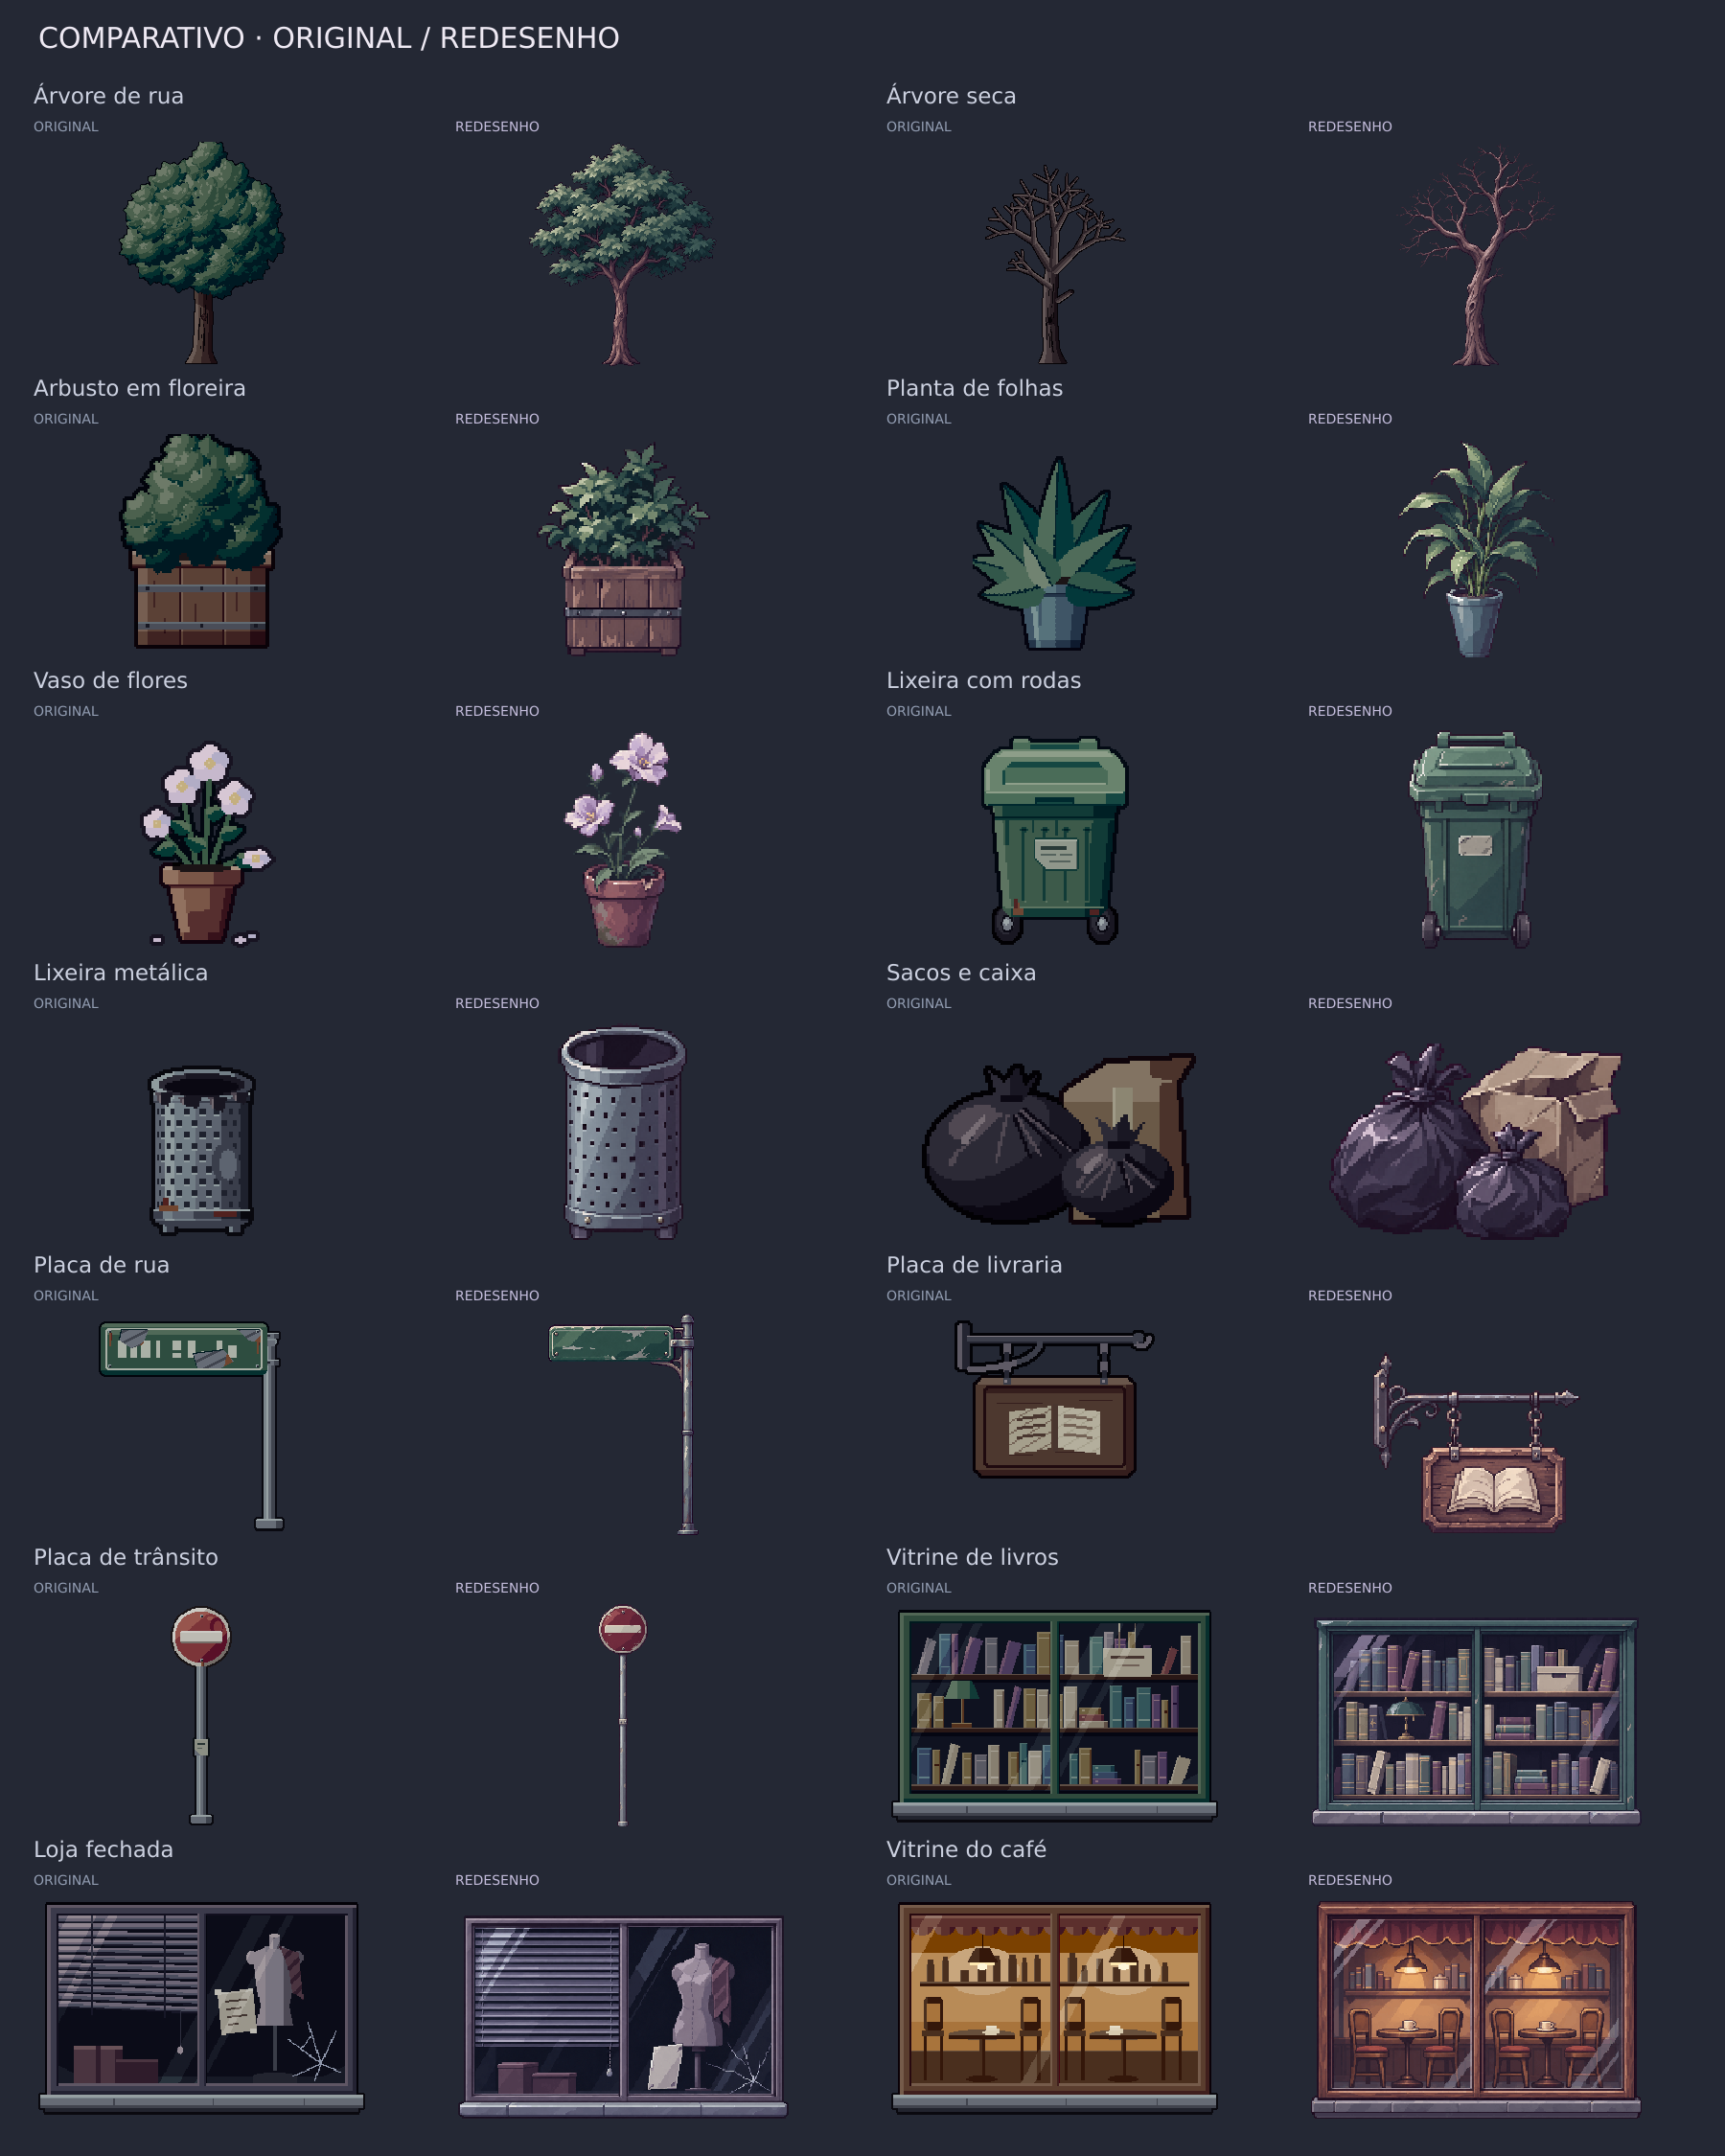 COMPARATIVO · ORIGINAL / REDESENHO
Árvore de rua
ORIGINAL
REDESENHO
Árvore seca
ORIGINAL
REDESENHO
Arbusto em floreira
ORIGINAL
REDESENHO
Planta de folhas
ORIGINAL
REDESENHO
Vaso de flores
ORIGINAL
REDESENHO
Lixeira com rodas
ORIGINAL
REDESENHO
Lixeira metálica
ORIGINAL
REDESENHO
Sacos e caixa
ORIGINAL
REDESENHO
Placa de rua
ORIGINAL
REDESENHO
Placa de livraria
ORIGINAL
REDESENHO
Placa de trânsito
ORIGINAL
REDESENHO
Vitrine de livros
ORIGINAL
REDESENHO
Loja fechada
ORIGINAL
REDESENHO
Vitrine do café
ORIGINAL
REDESENHO